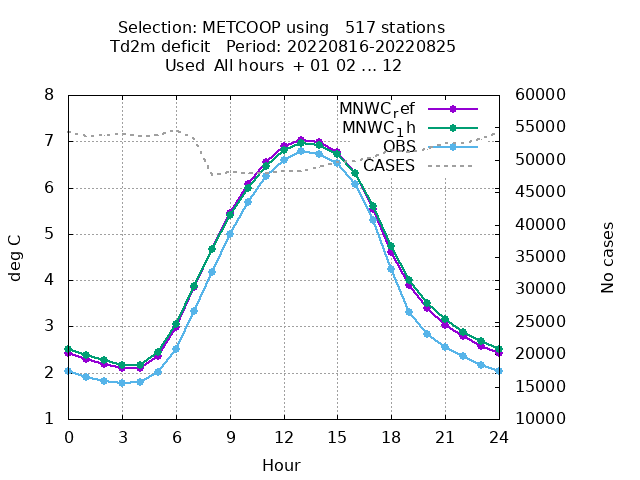 Selection: METCOOP using 517 stations
Td2m deficit Period: 20220816-20220825
Used All hours + 01 02 ... 12
MNWC_ref
MNWC_1h
OBS
CASES
8
7
6
5
4
3
2
1
60000
55000
50000
45000
40000
35000
30000
25000
20000
15000
10000
deg C
No cases
0 3 6 9 12 15 18 21 24
Hour